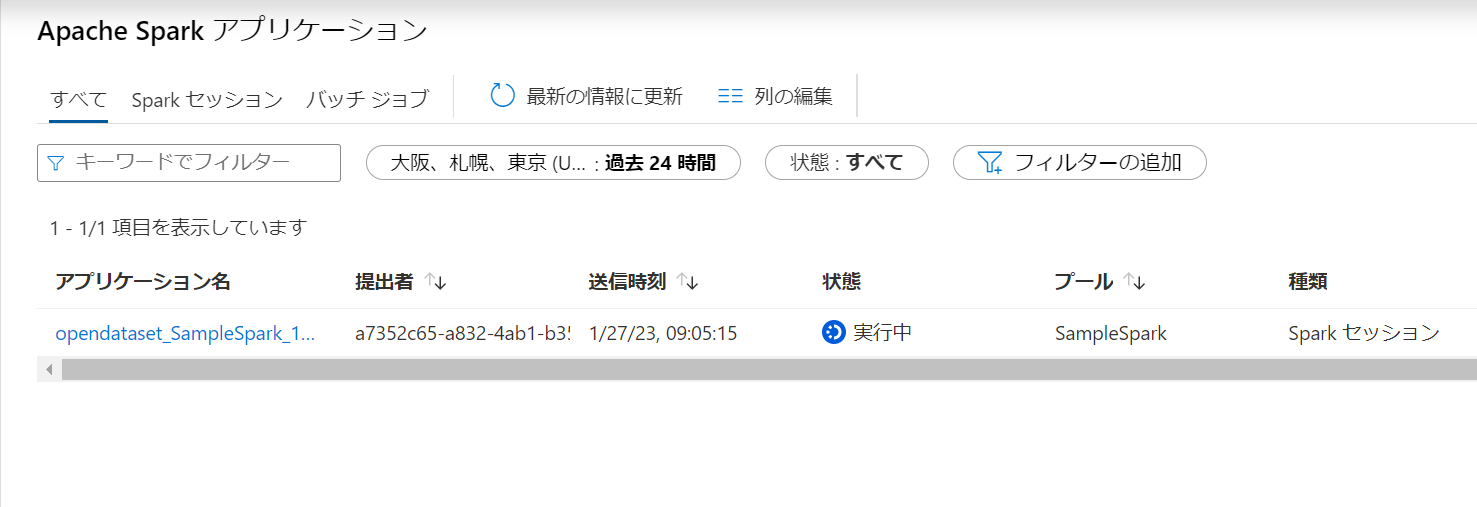 Apache Spark アプリケーション
すべて Spark セッション バッチ ジョブ 最新の情報に更新 列の編集
キーワードでフィルター 大阪、札幌、東京 (U... : 過去 24 時間 状態 : すべて フィルターの追加
1 - 1/1 項目を表示しています
アプリケーション名 提出者 送信時刻 状態 プール 種類
opendataset_SampleSpark_1... a7352c65-a832-4ab1-b35 1/27/23, 09:05:15 実行中 SampleSpark Spark セッション